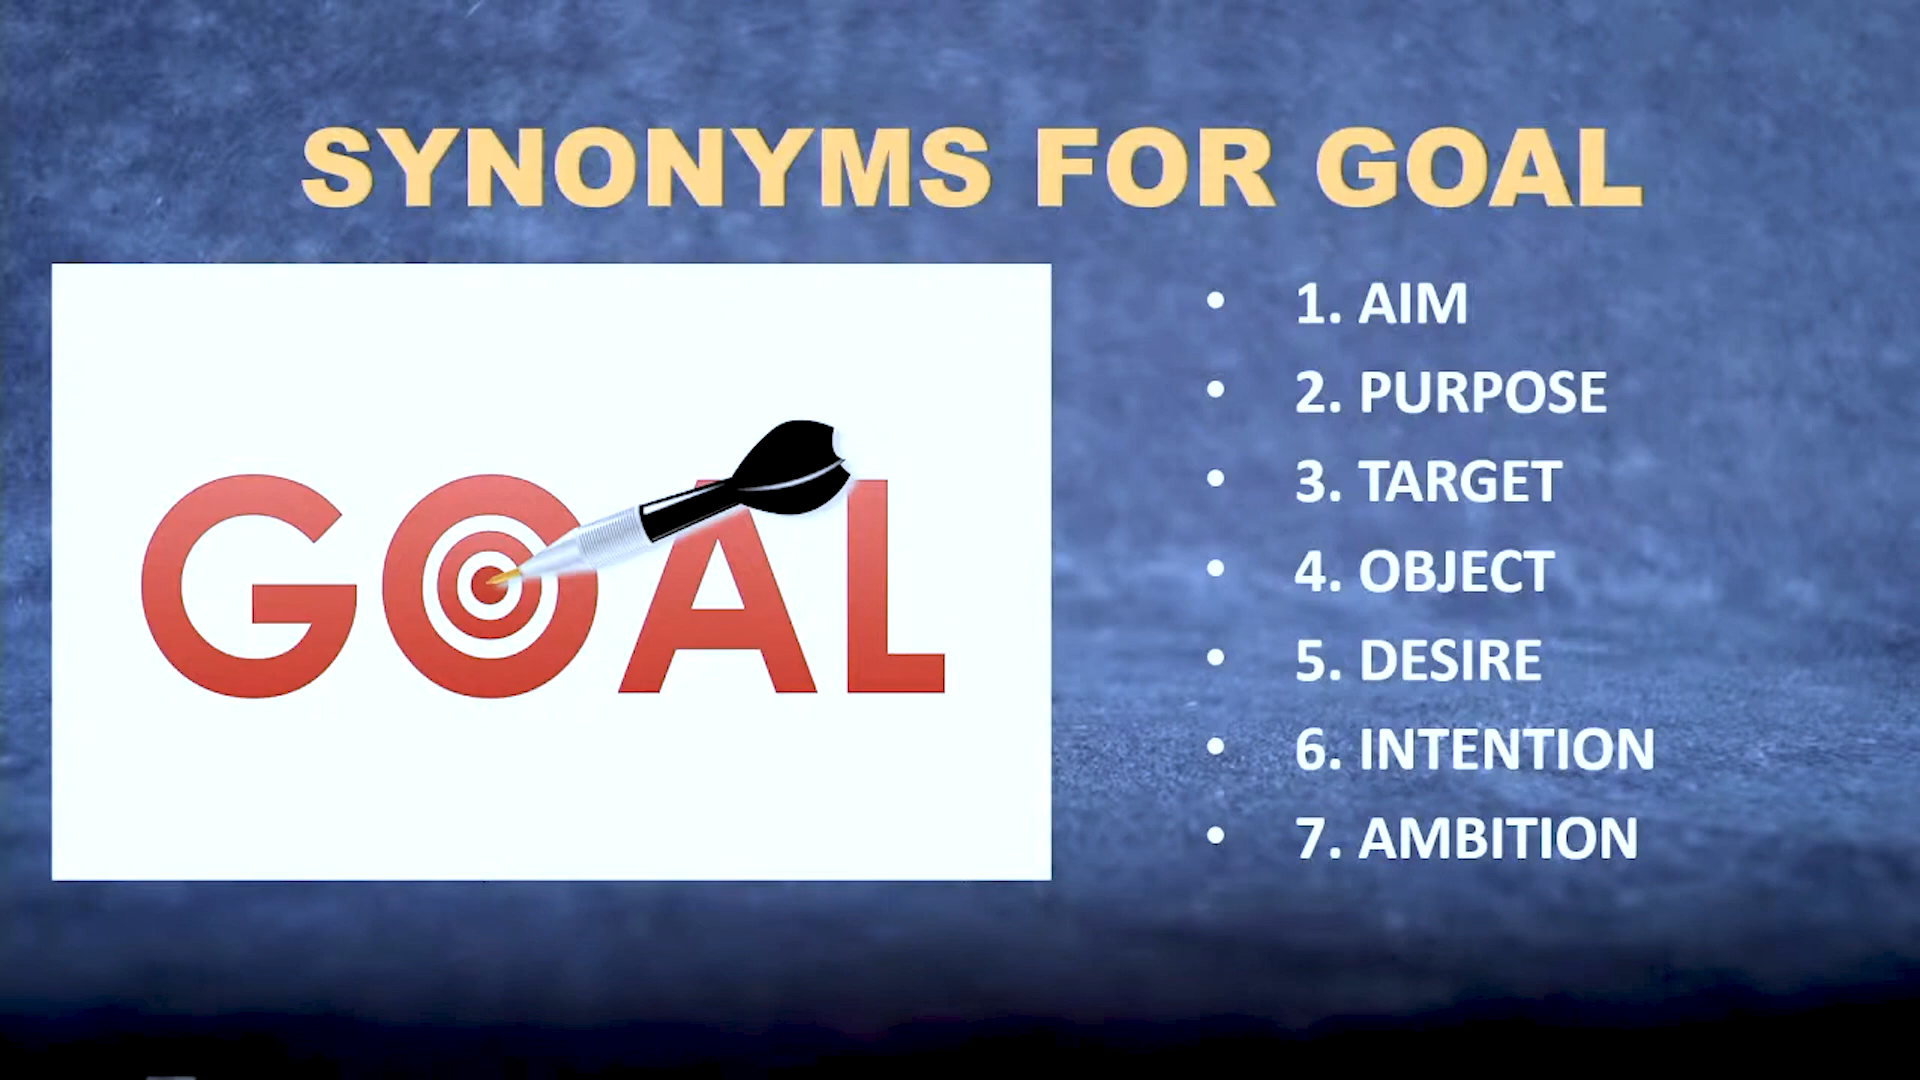 SYNONYMS FOR GOAL
GOAL
• 1. AIM
• 2. PURPOSE
• 3. TARGET
• 4. OBJECT
• 5. DESIRE
• 6. INTENTION
• 7. AMBITION